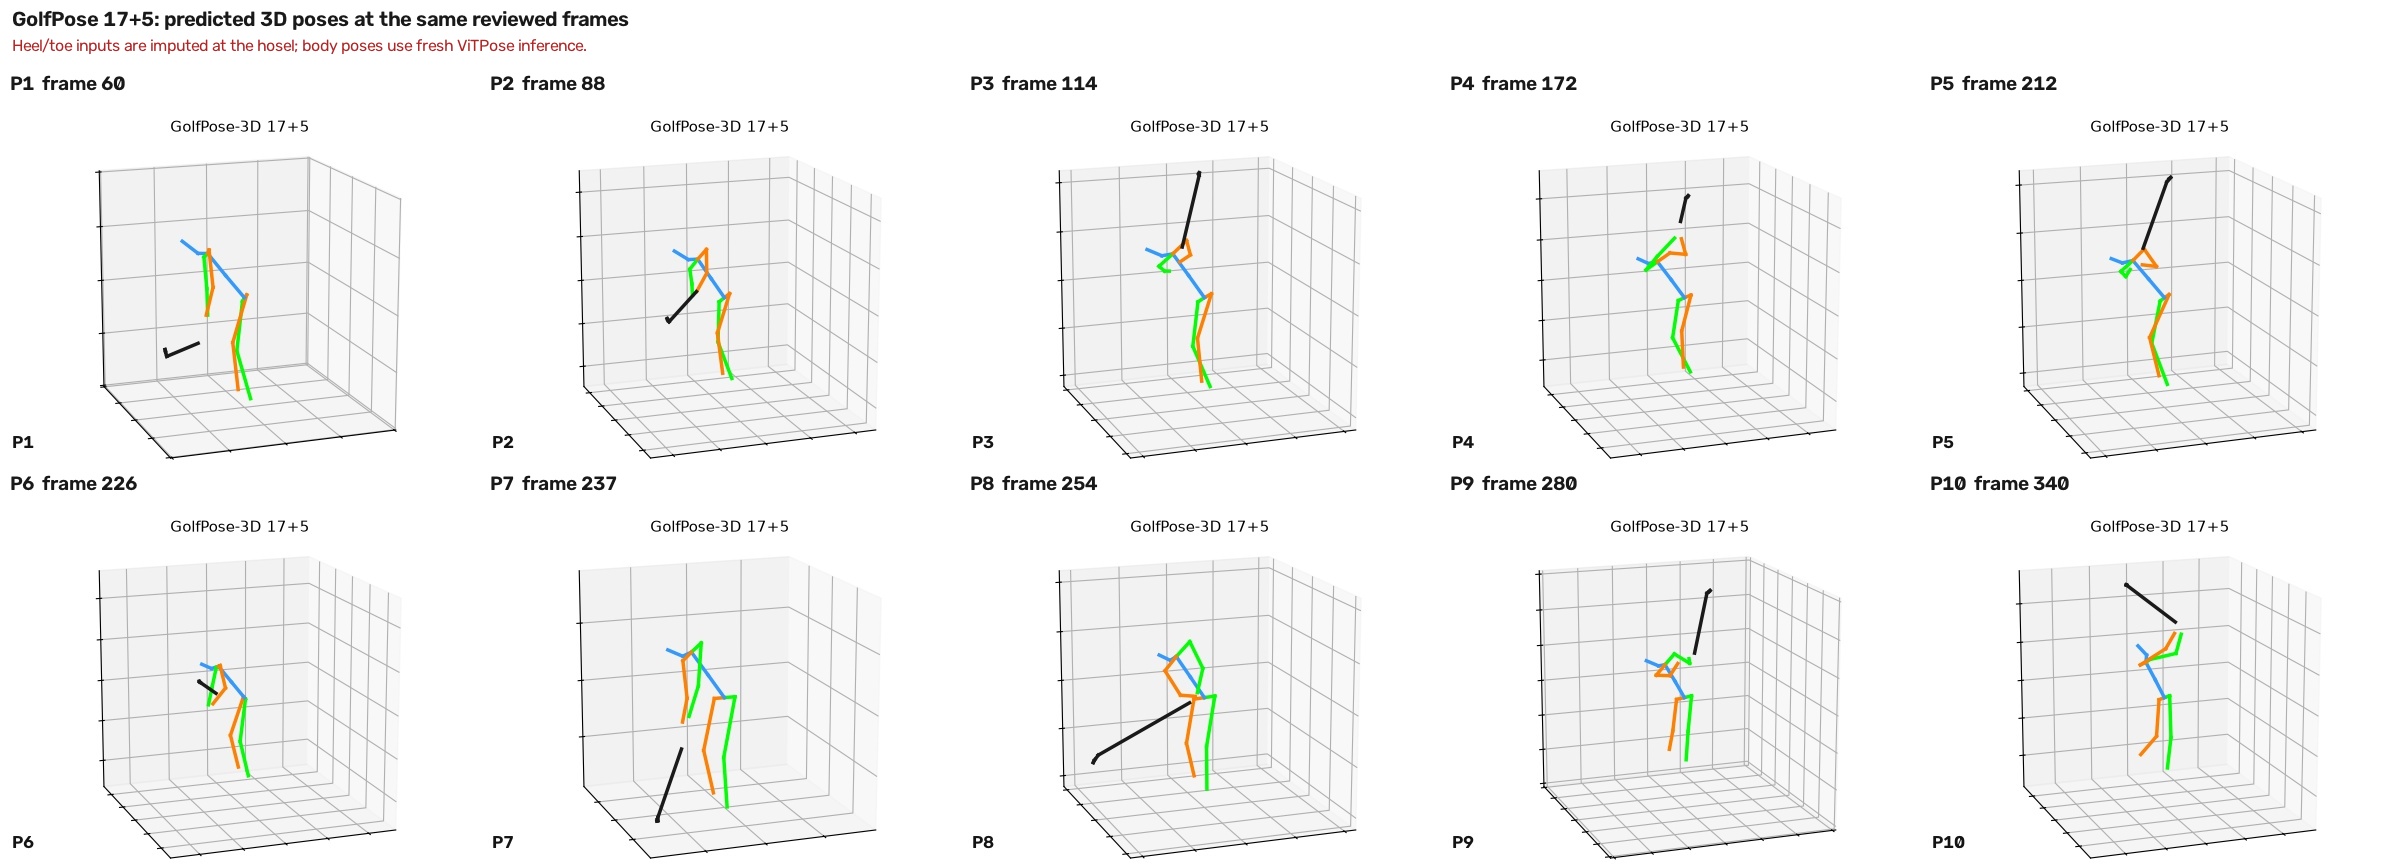 GolfPose 17+5: predicted 3D poses at the same reviewed frames
Heel/toe inputs are imputed at the hosel; body poses use fresh ViTPose inference.
P1 frame 60
GolfPose-3D 17+5
P1
P2 frame 88
GolfPose-3D 17+5
P2
P3 frame 114
GolfPose-3D 17+5
P3
P4 frame 172
GolfPose-3D 17+5
P4
P5 frame 212
GolfPose-3D 17+5
P5
P6 frame 226
GolfPose-3D 17+5
P6
P7 frame 237
GolfPose-3D 17+5
P7
P8 frame 254
GolfPose-3D 17+5
P8
P9 frame 280
GolfPose-3D 17+5
P9
P10 frame 340
GolfPose-3D 17+5
P10